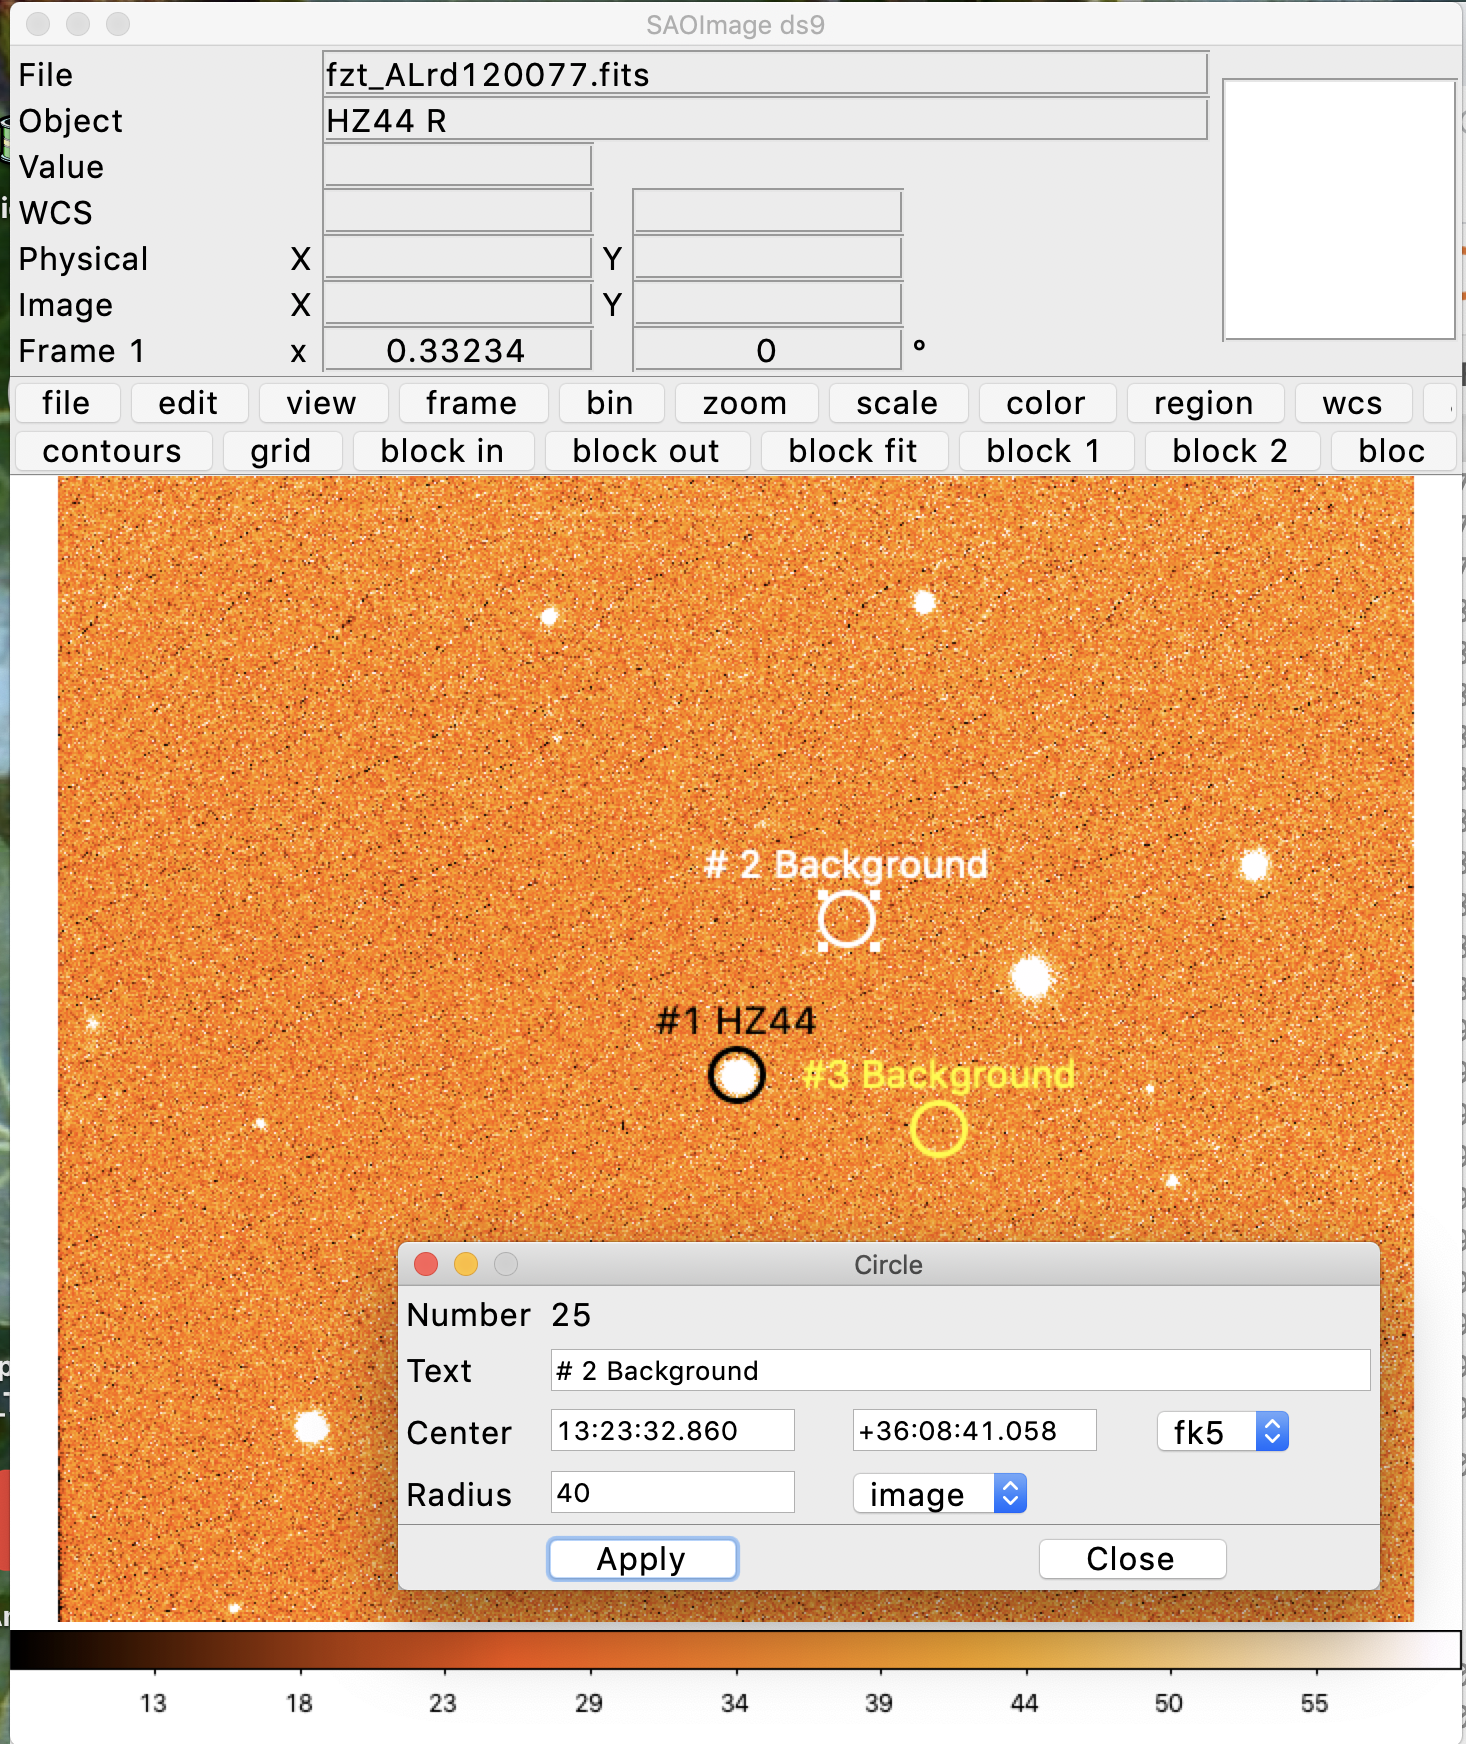 SAOImage ds9
File fzt_ALrd120077.fits
Object HZ44 R
Value
WCS
Physical X Y
Image X Y
Frame 1 x 0.33234 0 °
file edit view frame bin zoom scale color region wcs
contours grid block in block out block fit block 1 block 2 bloc
# 2 Background
#1 HZ44
#3 Background
Circle
Number 25
Text # 2 Background
Center 13:23:32.860 +36:08:41.058 fk5
Radius 40 image
Apply Close
13 18 23 29 34 39 44 50 55